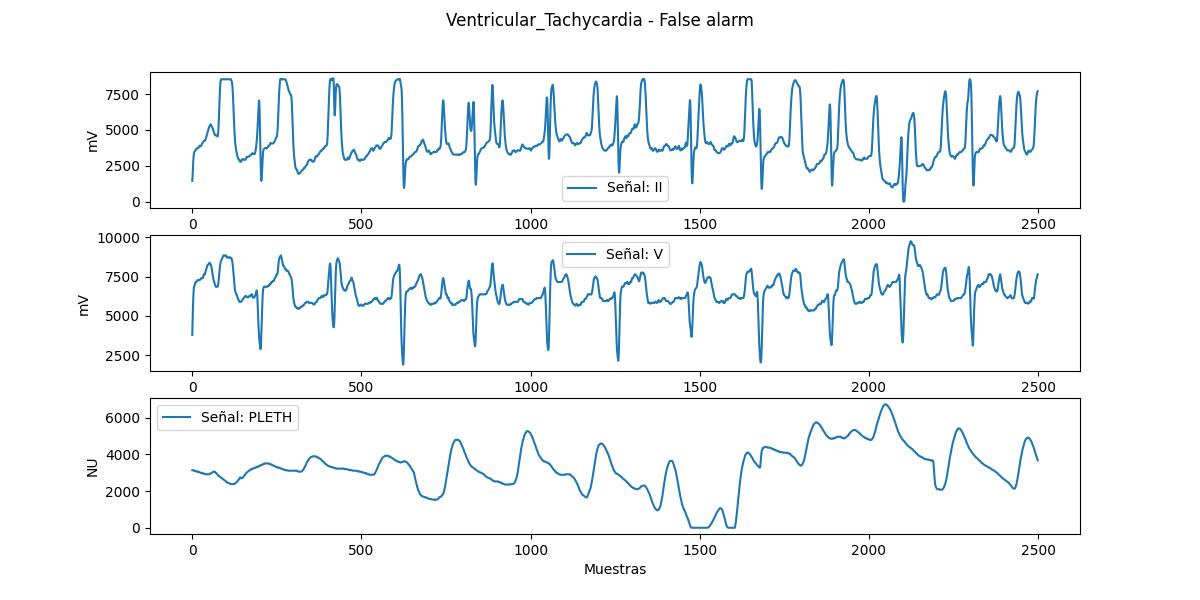 Ventricular_Tachycardia - False alarm
7500
5000
2500
0
mV
Señal: II
0 500 1000 1500 2000 2500
10000
7500
5000
2500
mV
Señal: V
0 500 1000 1500 2000 2500
6000
4000
2000
0
NU
Señal: PLETH
0 500 1000 1500 2000 2500
Muestras